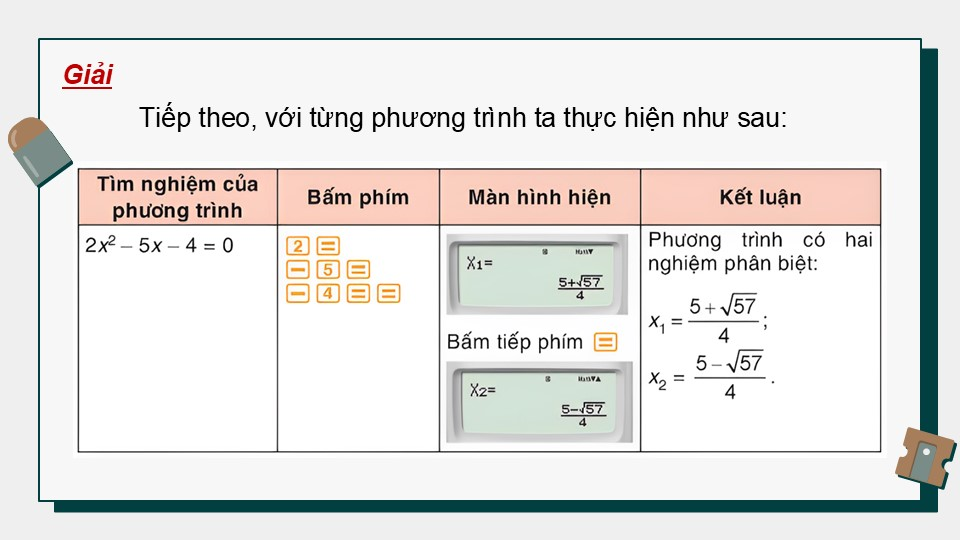 Giải
Tiếp theo, với từng phương trình ta thực hiện như sau:
Tìm nghiệm của
phương trình
Bấm phím
Màn hình hiện
Kết luận
2x² – 5x – 4 = 0
2 =
– 5 =
– 4 = =
Math▼
X₁=
5+√57
4
Bấm tiếp phím =
Math▼▲
X₂=
5−√57
4
Phương trình có hai
nghiệm phân biệt:
x₁ = (5 + √57)/4 ;
x₂ = (5 – √57)/4 .